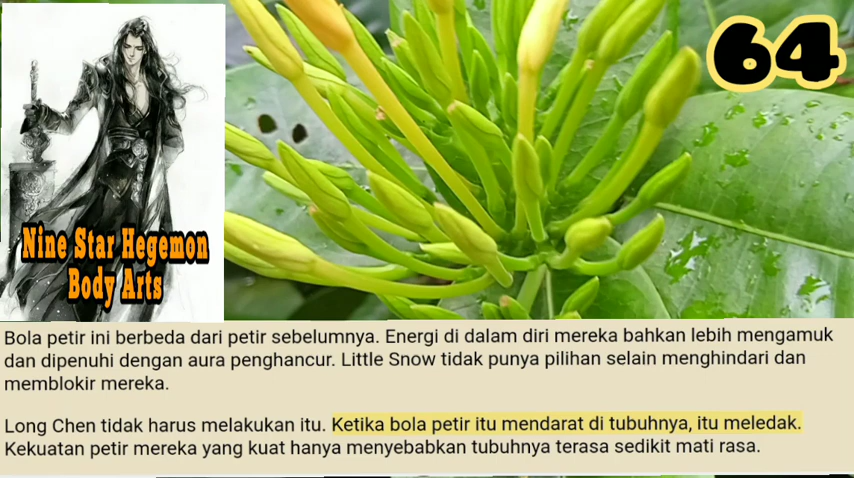 64
Nine Star Hegemon
Body Arts
Bola petir ini berbeda dari petir sebelumnya. Energi di dalam diri mereka bahkan lebih mengamuk
dan dipenuhi dengan aura penghancur. Little Snow tidak punya pilihan selain menghindari dan
memblokir mereka.
Long Chen tidak harus melakukan itu. Ketika bola petir itu mendarat di tubuhnya, itu meledak.
Kekuatan petir mereka yang kuat hanya menyebabkan tubuhnya terasa sedikit mati rasa.